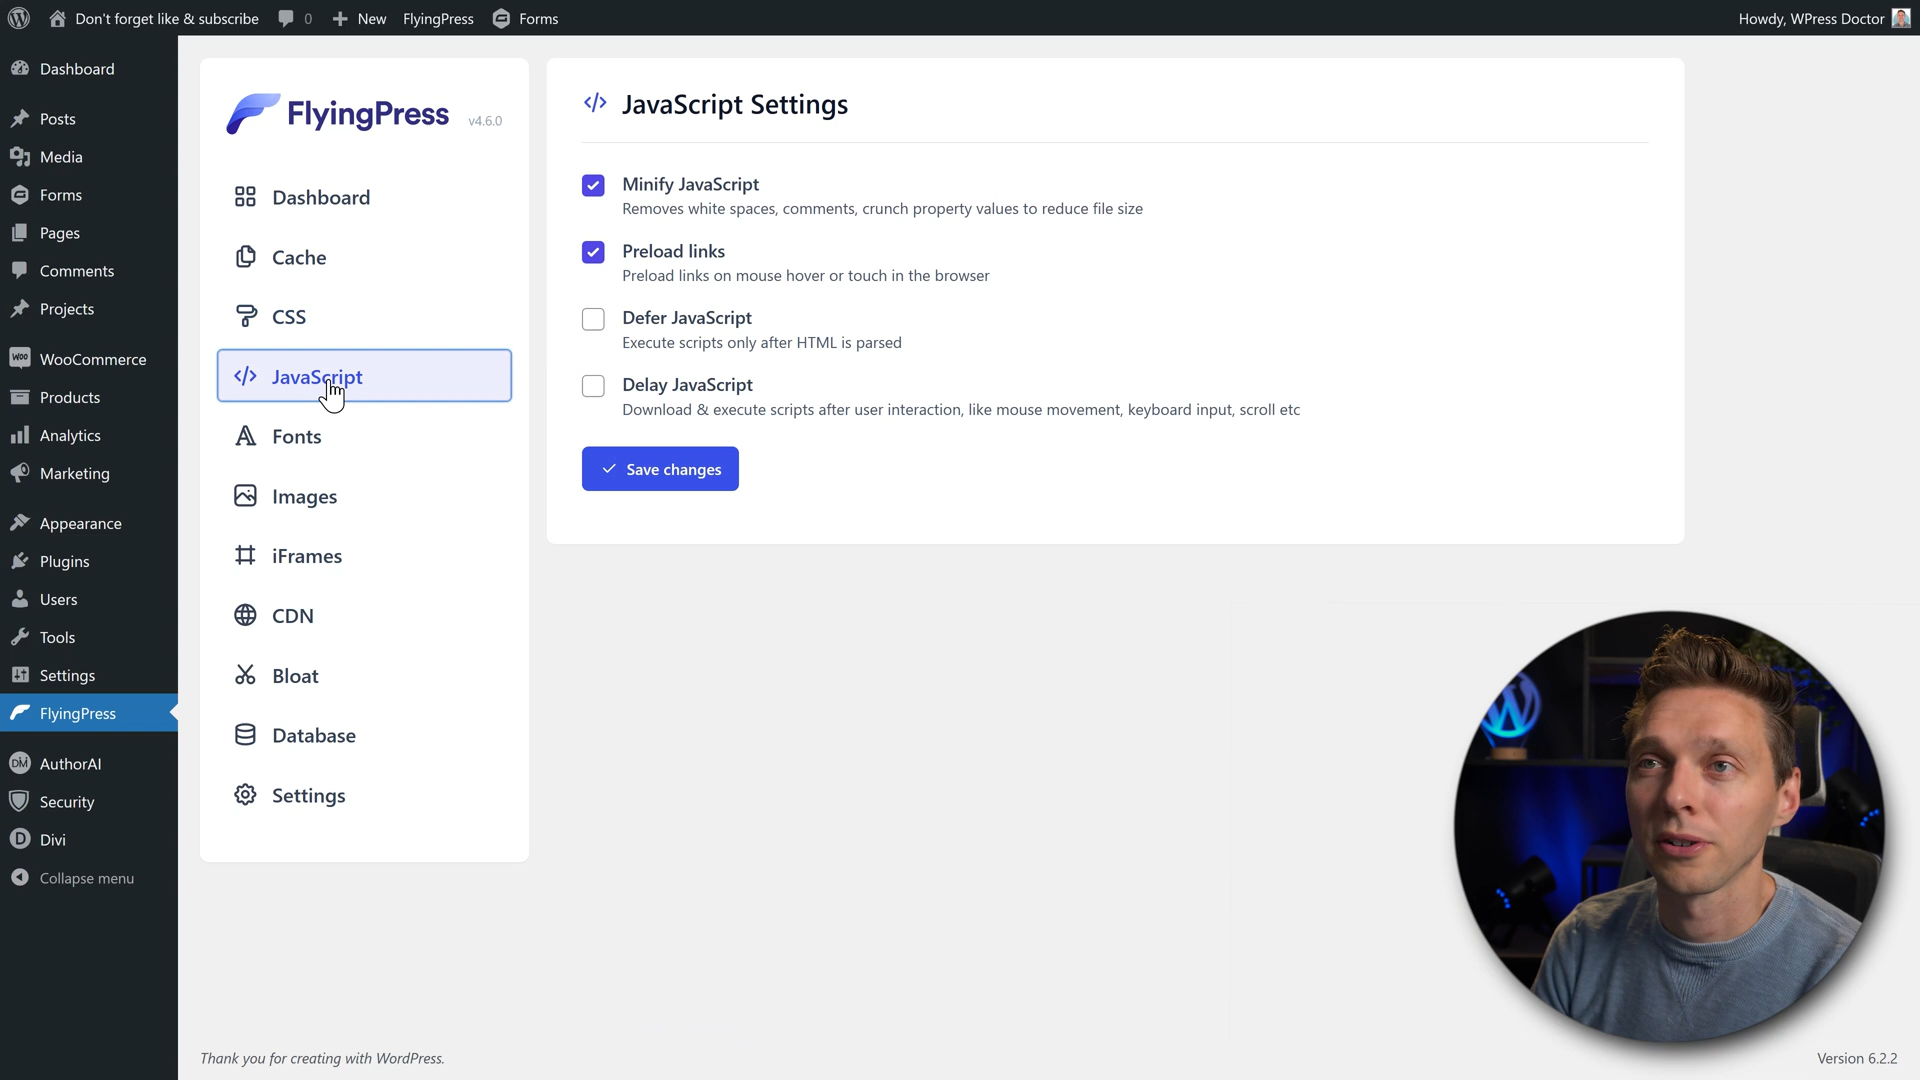 Don't forget like & subscribe
0
New
FlyingPress
Forms
Howdy, WPress Doctor
Dashboard
Posts
Media
Forms
Pages
Comments
Projects
WooCommerce
Products
Analytics
Marketing
Appearance
Plugins
Users
Tools
Settings
FlyingPress
AuthorAI
Security
Divi
Collapse menu
FlyingPress v4.6.0
Dashboard
Cache
CSS
JavaScript
Fonts
Images
iFrames
CDN
Bloat
Database
Settings
JavaScript Settings
Minify JavaScript
Removes white spaces, comments, crunch property values to reduce file size
Preload links
Preload links on mouse hover or touch in the browser
Defer JavaScript
Execute scripts only after HTML is parsed
Delay JavaScript
Download & execute scripts after user interaction, like mouse movement, keyboard input, scroll etc
Save changes
Thank you for creating with WordPress.
Version 6.2.2